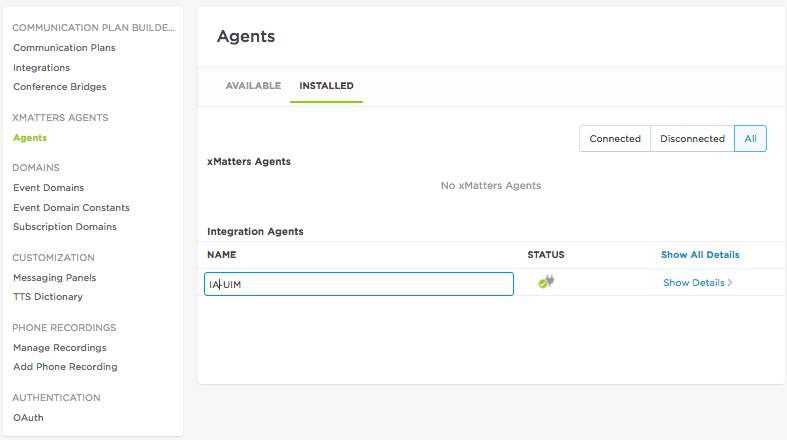 COMMUNICATION PLAN BUILDE...
Communication Plans
Integrations
Conference Bridges
XMATTERS AGENTS
Agents
DOMAINS
Event Domains
Event Domain Constants
Subscription Domains
CUSTOMIZATION
Messaging Panels
TTS Dictionary
PHONE RECORDINGS
Manage Recordings
Add Phone Recording
AUTHENTICATION
OAuth
Agents
AVAILABLE INSTALLED
Connected Disconnected All
xMatters Agents
No xMatters Agents
Integration Agents
NAME STATUS Show All Details
IA-UIM Show Details >